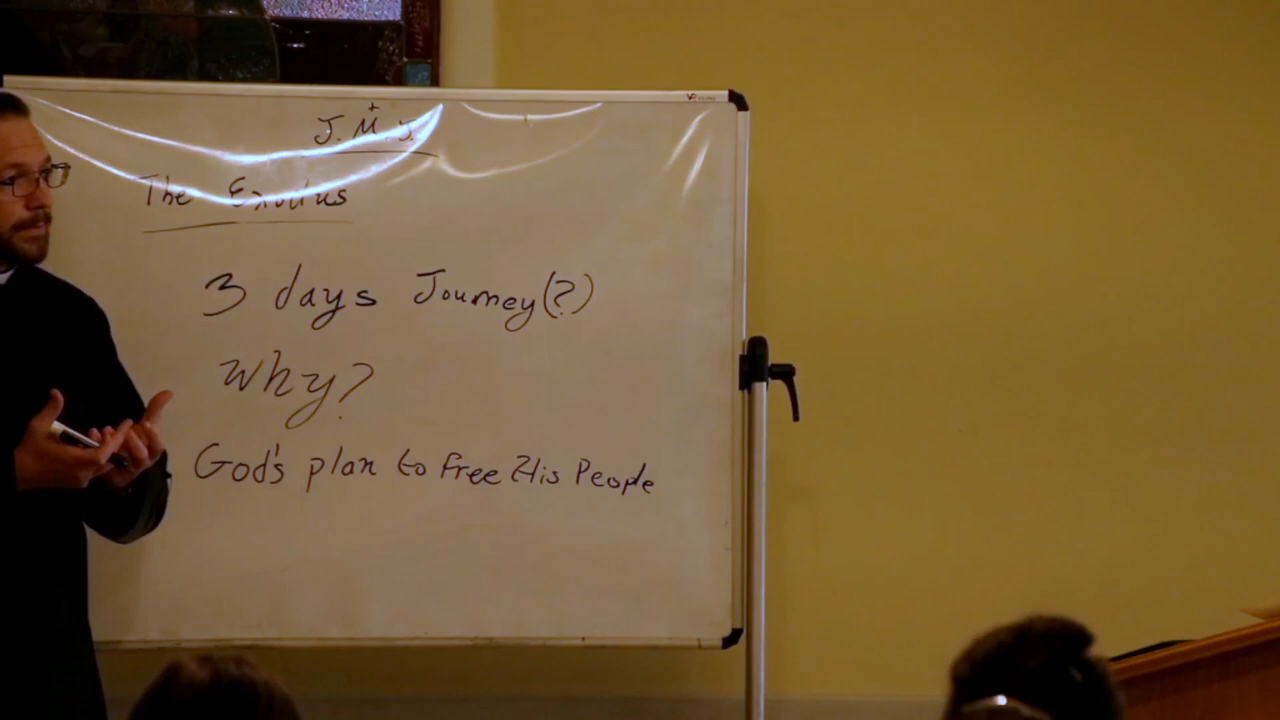 J. M. J.
The Exodus
3 days Journey(?)
Why?
God's plan to Free His People